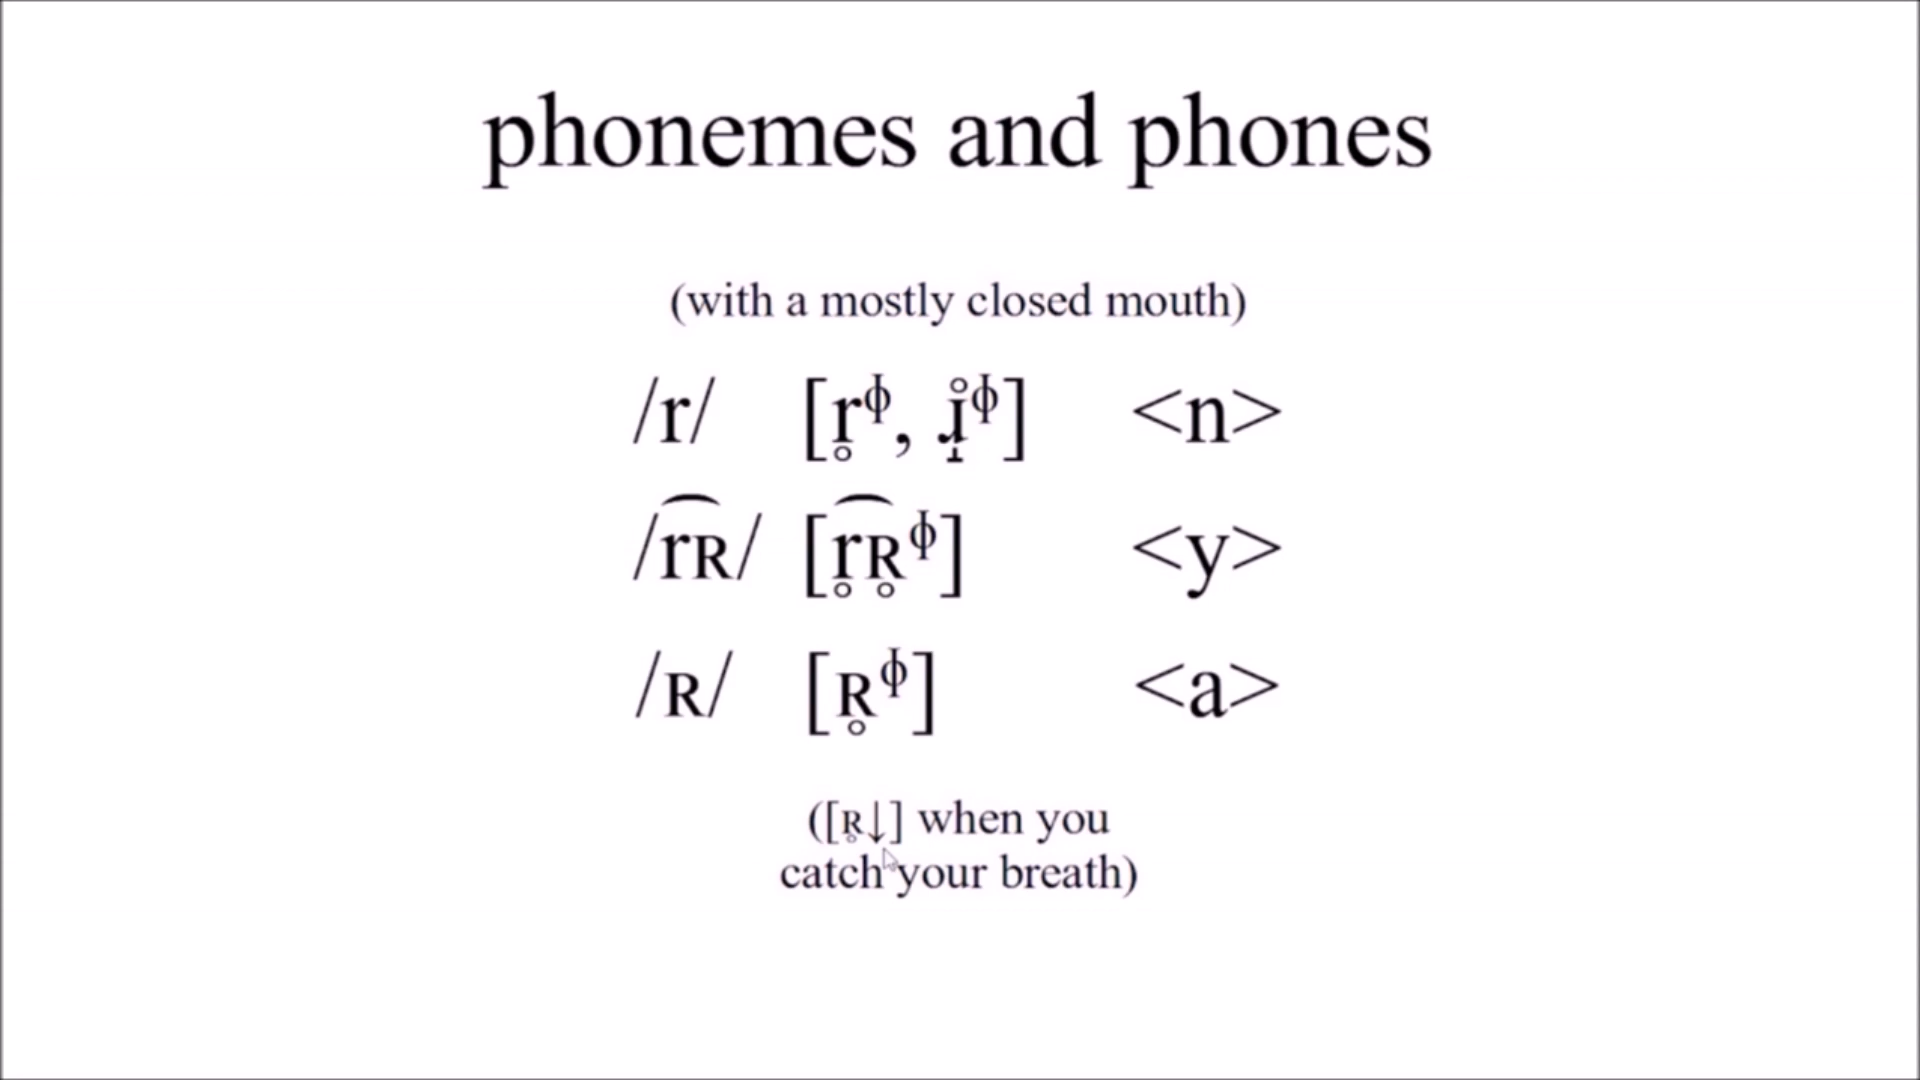 phonemes and phones
(with a mostly closed mouth)
/r/ [r̥ᶲ, ɹ̝̊ᶲ] <n>
/r͡ʀ/ [r̥͡ʀ̥ᶲ] <y>
/ʀ/ [ʀ̥ᶲ] <a>
([ʀ̥↓] when you
catch your breath)